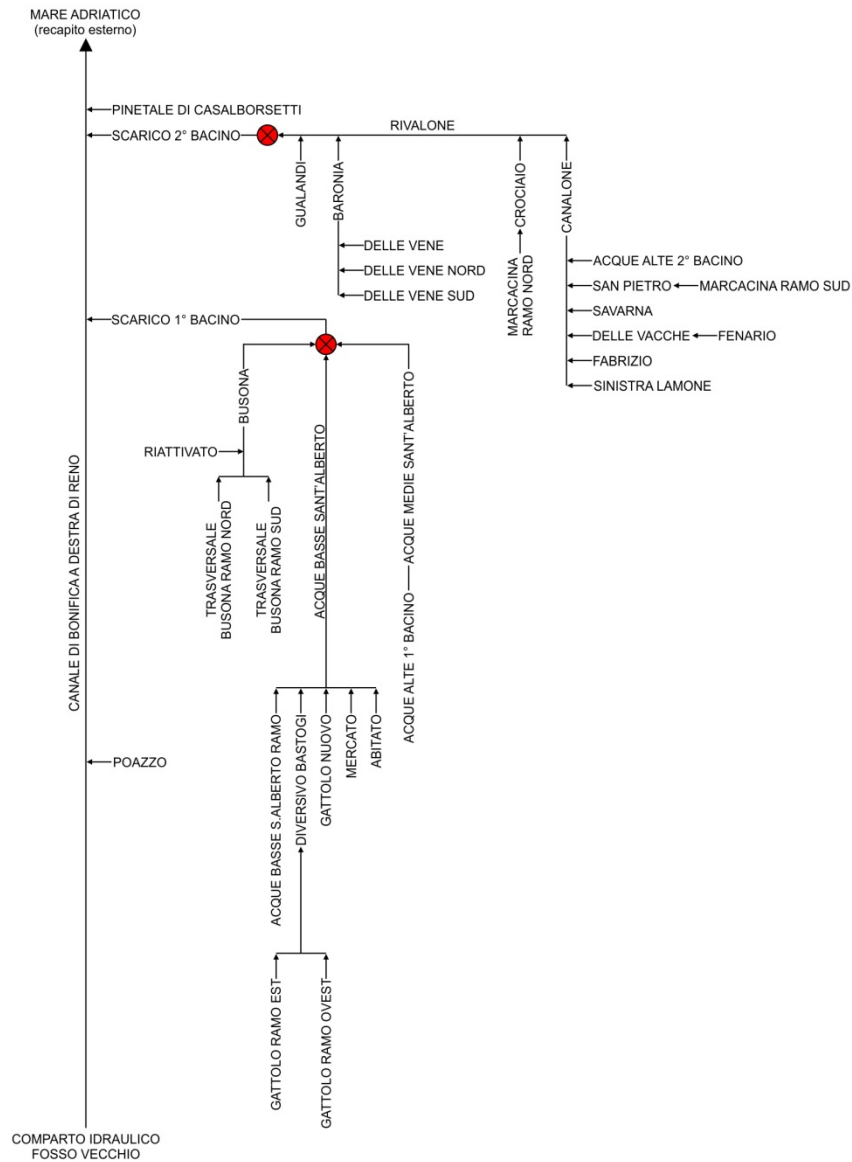 MARE ADRIATICO
(recapito esterno)
PINETALE DI CASALBORSETTI
SCARICO 2° BACINO
RIVALONE
GUALANDI
BARONIA
CROCIAIO
CANALONE
DELLE VENE
DELLE VENE NORD
DELLE VENE SUD
MARCACINA
RAMO NORD
ACQUE ALTE 2° BACINO
SAN PIETRO
MARCACINA RAMO SUD
SAVARNA
DELLE VACCHE
FENARIO
FABRIZIO
SINISTRA LAMONE
SCARICO 1° BACINO
BUSONA
RIATTIVATO
TRASVERSALE
BUSONA RAMO NORD
TRASVERSALE
BUSONA RAMO SUD
ACQUE BASSE SANT'ALBERTO
ACQUE MEDIE SANT'ALBERTO
ACQUE ALTE 1° BACINO
CANALE DI BONIFICA A DESTRA DI RENO
POAZZO
ACQUE BASSE S.ALBERTO RAMO
DIVERSIVO BASTOGI
GATTOLO NUOVO
MERCATO
ABITATO
GATTOLO RAMO EST
GATTOLO RAMO OVEST
COMPARTO IDRAULICO
FOSSO VECCHIO